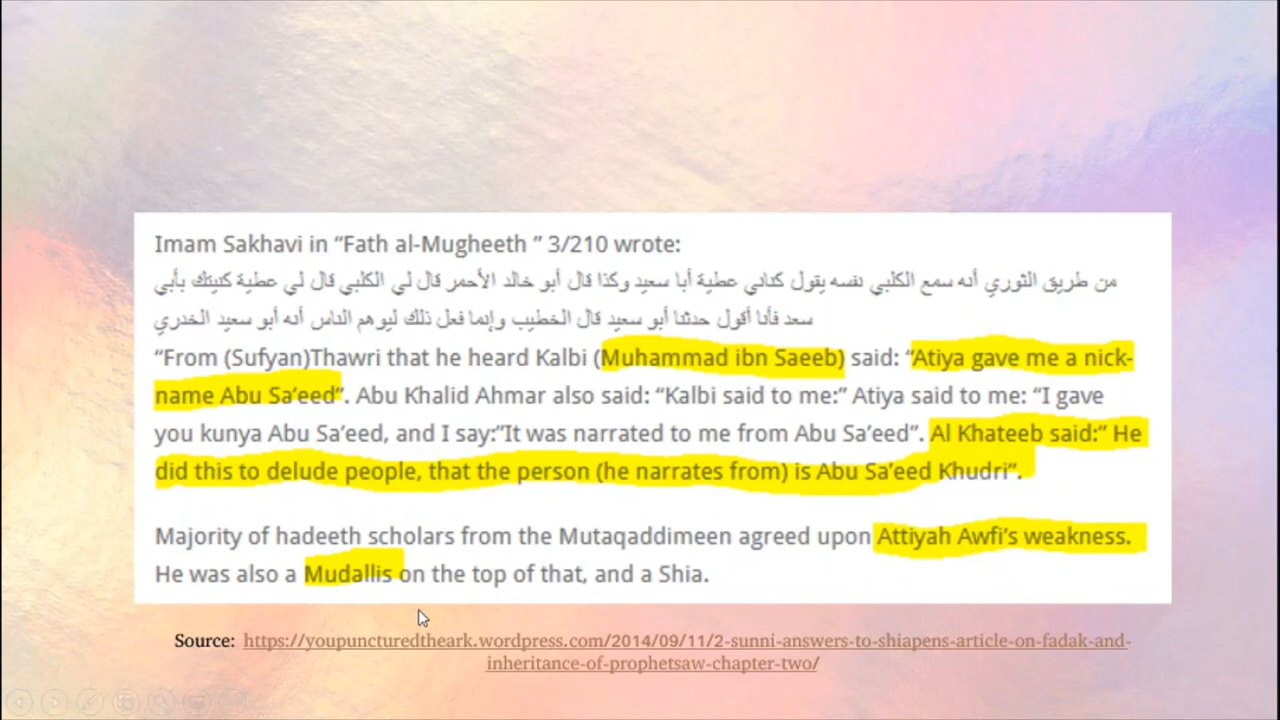 Imam Sakhavi in “Fath al-Mugheeth ” 3/210 wrote:
من طريق الثوري أنه سمع الكلبي نفسه يقول كناني عطية أبا سعيد وكذا قال أبو خالد الأحمر قال لي الكلبي قال لي عطية كنيتك بأبي
سعد فأنا أقول حدثنا أبو سعيد قال الخطيب وإنما فعل ذلك ليوهم الناس أنه أبو سعيد الخدري
“From (Sufyan)Thawri that he heard Kalbi (Muhammad ibn Saeeb) said: “Atiya gave me a nick-
name Abu Sa’eed”. Abu Khalid Ahmar also said: “Kalbi said to me:” Atiya said to me: “I gave
you kunya Abu Sa’eed, and I say:”It was narrated to me from Abu Sa’eed”. Al Khateeb said:” He
did this to delude people, that the person (he narrates from) is Abu Sa’eed Khudri”.
Majority of hadeeth scholars from the Mutaqaddimeen agreed upon Attiyah Awfi’s weakness.
He was also a Mudallis on the top of that, and a Shia.
Source: https://youpuncturedtheark.wordpress.com/2014/09/11/2-sunni-answers-to-shiapens-article-on-fadak-and-
inheritance-of-prophetsaw-chapter-two/